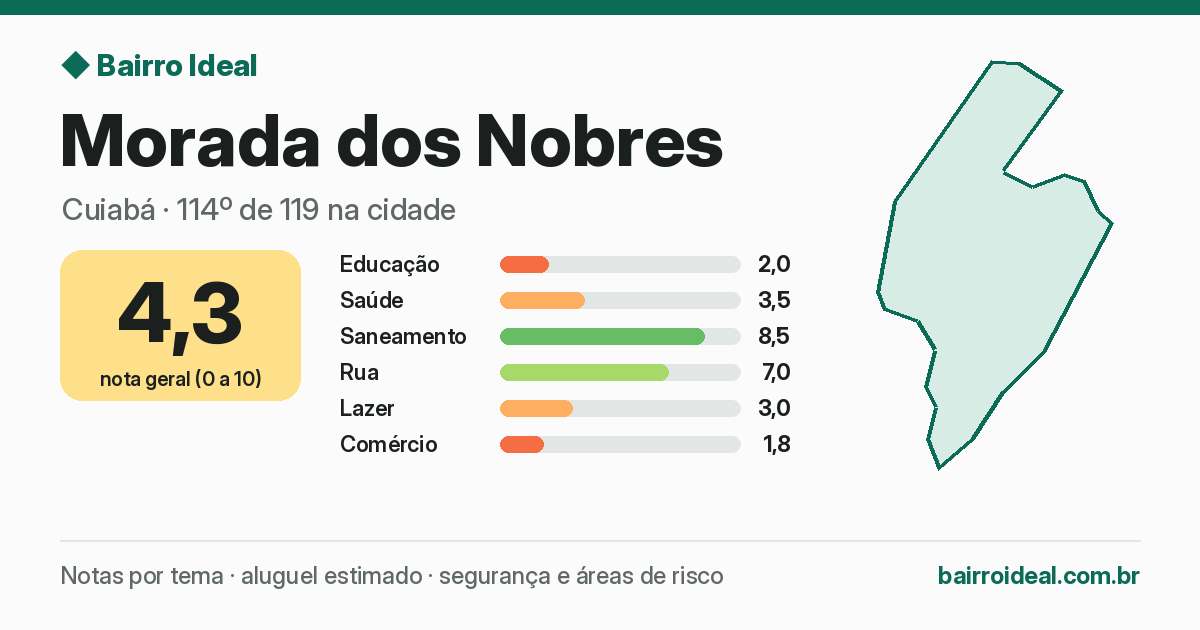 Bairro Ideal
Morada dos Nobres
Cuiabá · 114º de 119 na cidade
4,3
nota geral (0 a 10)
Educação 2,0
Saúde 3,5
Saneamento 8,5
Rua 7,0
Lazer 3,0
Comércio 1,8
Notas por tema · aluguel estimado · segurança e áreas de risco
bairroideal.com.br